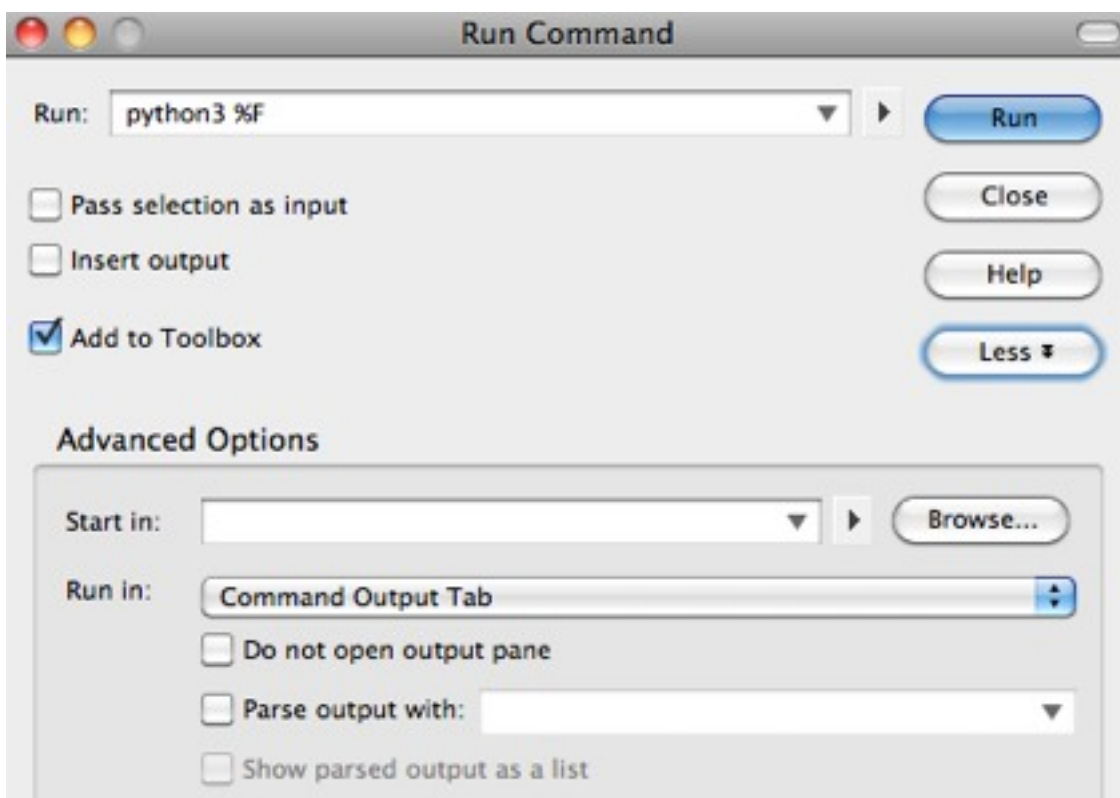 Run Command
Run: python3 %F
Run
Pass selection as input
Close
Insert output
Help
Add to Toolbox
Less
Advanced Options
Start in:
Browse...
Run in: Command Output Tab
Do not open output pane
Parse output with:
Show parsed output as a list